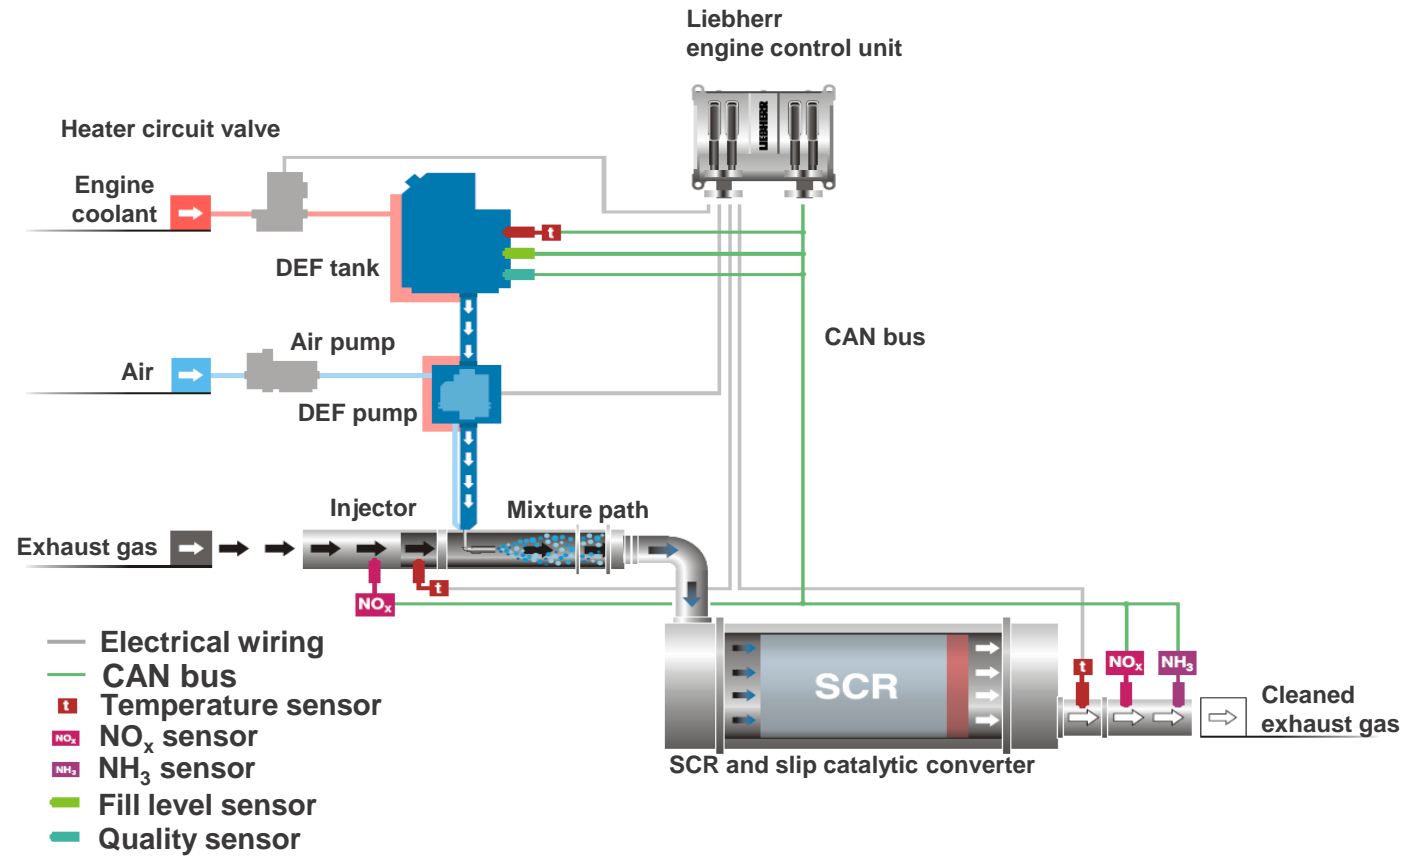 Liebherr
engine control unit
LIEBHERR
Heater circuit valve
Engine
coolant
t
DEF tank
CAN bus
Air pump
Air
DEF pump
Injector
Mixture path
Exhaust gas
t
NOx
Electrical wiring
CAN bus
t Temperature sensor
NOx NOx sensor
NH3 NH3 sensor
Fill level sensor
Quality sensor
SCR
SCR and slip catalytic converter
t
NOx
NH3
Cleaned
exhaust gas